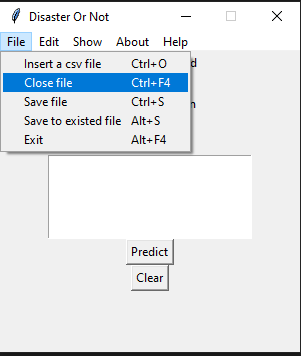 Disaster Or Not
File Edit Show About Help
Insert a csv file Ctrl+O
Close file Ctrl+F4
Save file Ctrl+S
Save to existed file Alt+S
Exit Alt+F4
Predict
Clear